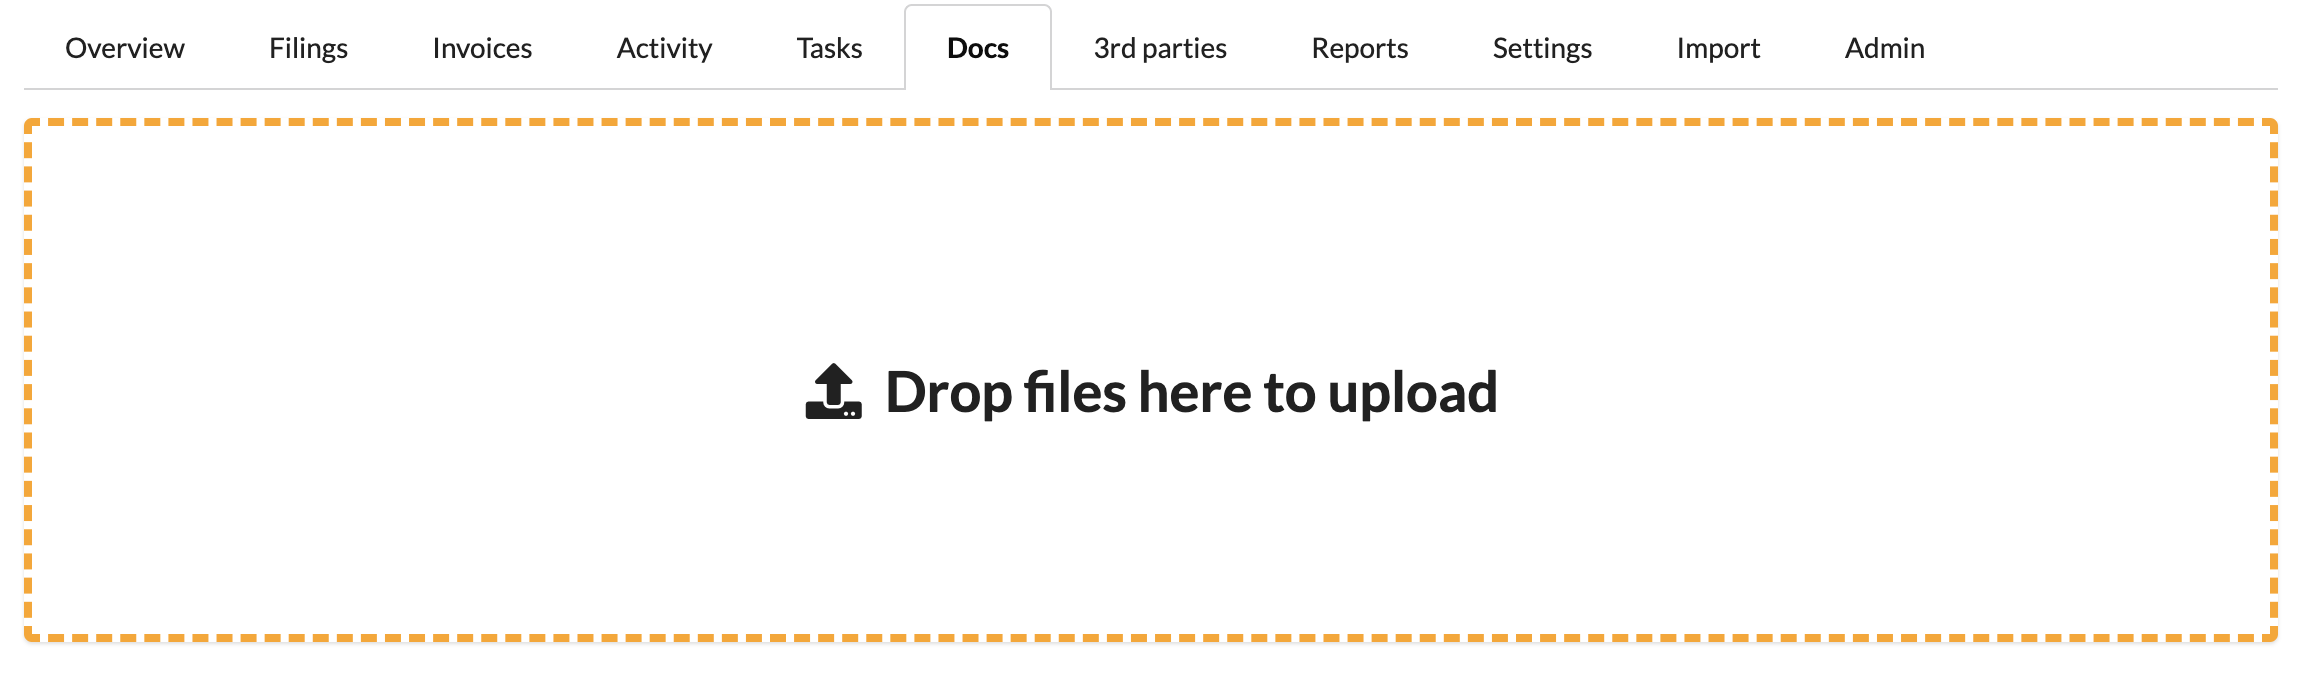 Overview Filings Invoices Activity Tasks Docs 3rd parties Reports Settings Import Admin
Drop files here to upload